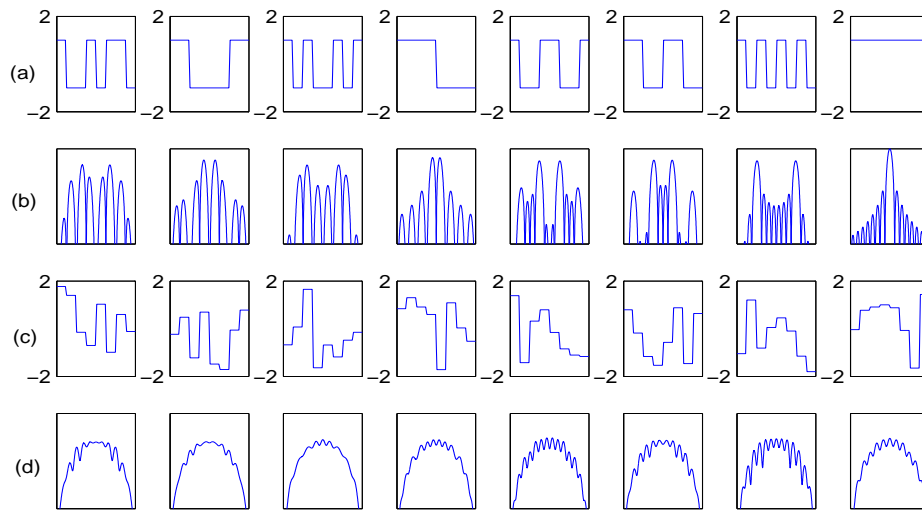 2 2 2 2 2 2 2 2
(a)
−2 −2 −2 −2 −2 −2 −2 −2
(b)
2 2 2 2 2 2 2 2
(c)
−2 −2 −2 −2 −2 −2 −2 −2
(d)